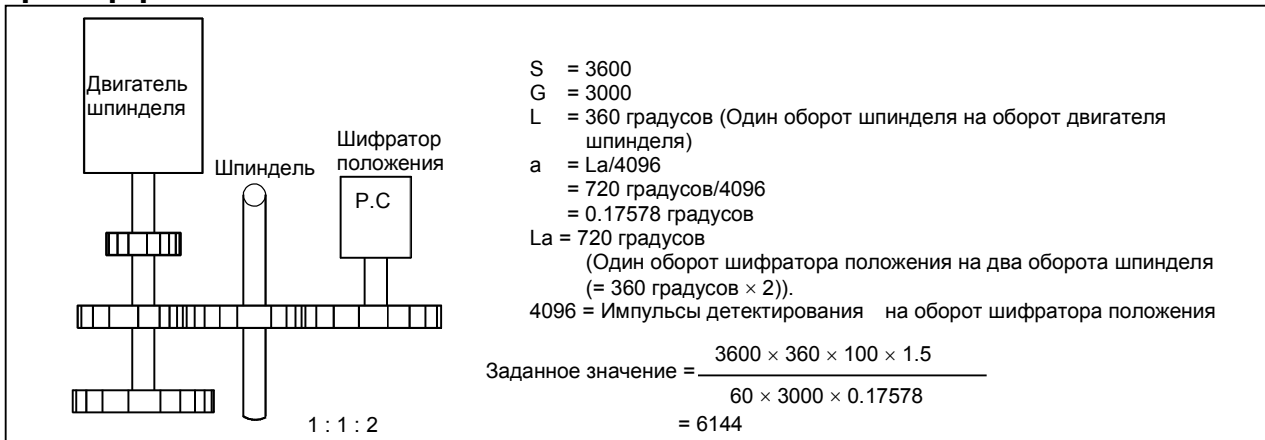 Двигатель
шпинделя
Шпиндель
Шифратор
положения
P.C
1 : 1 : 2
S = 3600
G = 3000
L = 360 градусов (Один оборот шпинделя на оборот двигателя
шпинделя)
a = La/4096
= 720 градусов/4096
= 0.17578 градусов
La = 720 градусов
(Один оборот шифратора положения на два оборота шпинделя
(= 360 градусов × 2)).
4096 = Импульсы детектирования на оборот шифратора положения
3600 × 360 × 100 × 1.5
Заданное значение =
60 × 3000 × 0.17578
= 6144